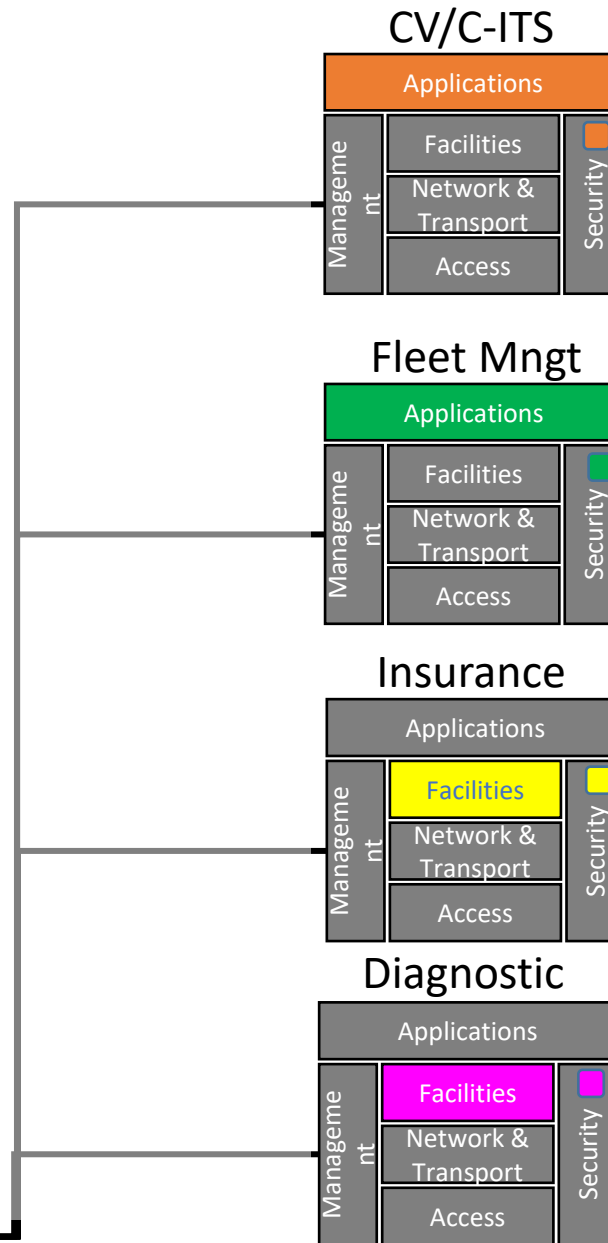 CV/C-ITS
Applications
Manageme
nt
Facilities
Network &
Transport
Access
Security
Fleet Mngt
Applications
Manageme
nt
Facilities
Network &
Transport
Access
Security
Insurance
Applications
Manageme
nt
Facilities
Network &
Transport
Access
Security
Diagnostic
Applications
Manageme
nt
Facilities
Network &
Transport
Access
Security